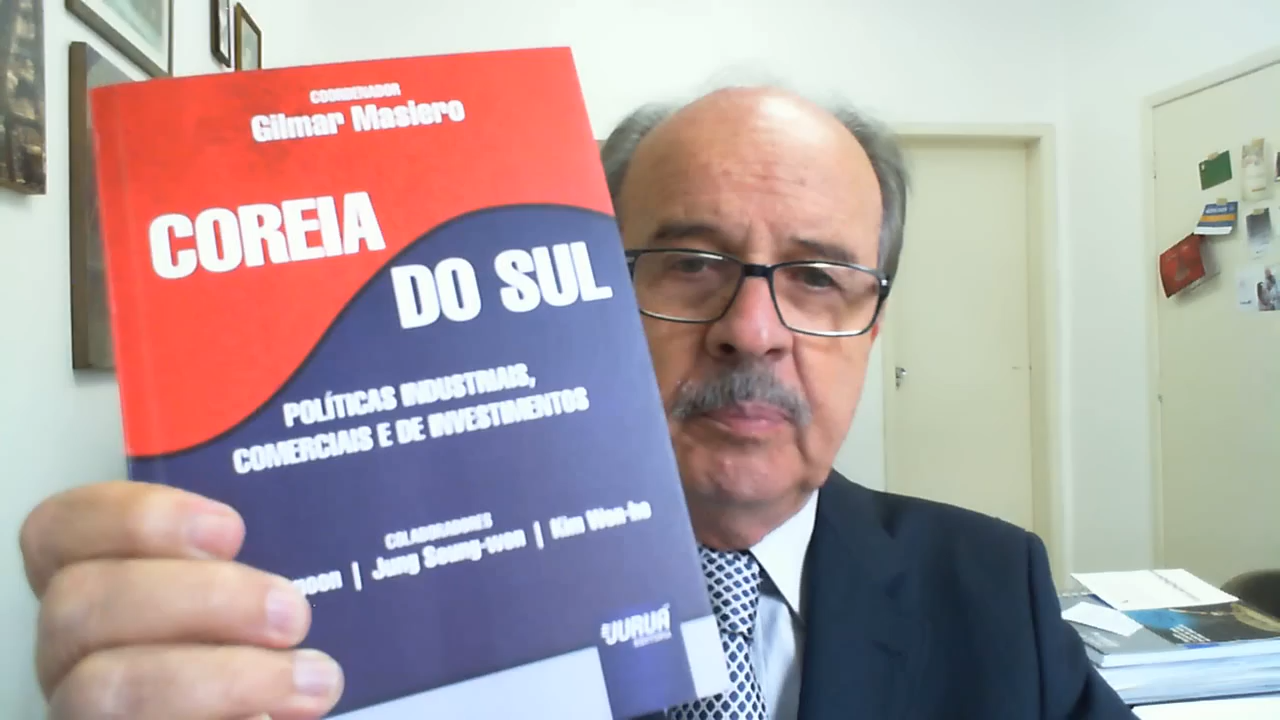 COORDENADOR
Gilmar Masiero
COREIA
DO SUL
POLÍTICAS INDUSTRIAIS,
COMERCIAIS E DE INVESTIMENTOS
COLABORADORES
| Jung Seung-won | Kim Won-ho
JURUÁ
EDITORA